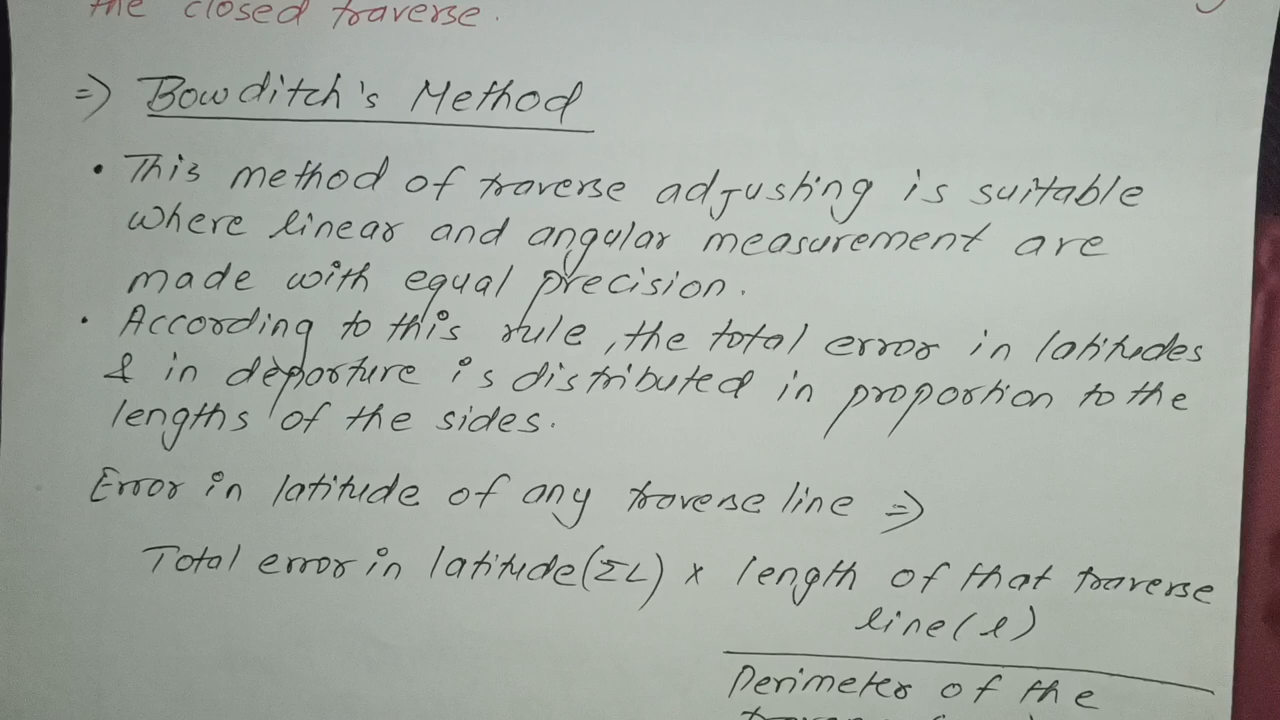 the closed traverse.
⇒ Bowditch's Method
• This method of traverse adjusting is suitable
where linear and angular measurement are
made with equal precision.
• According to this rule, the total error in latitudes
& in departure is distributed in proportion to the
lengths of the sides.
Error in latitude of any traverse line ⇒
Total error in latitude (ΣL) × length of that traverse
line (l)
Perimeter of the